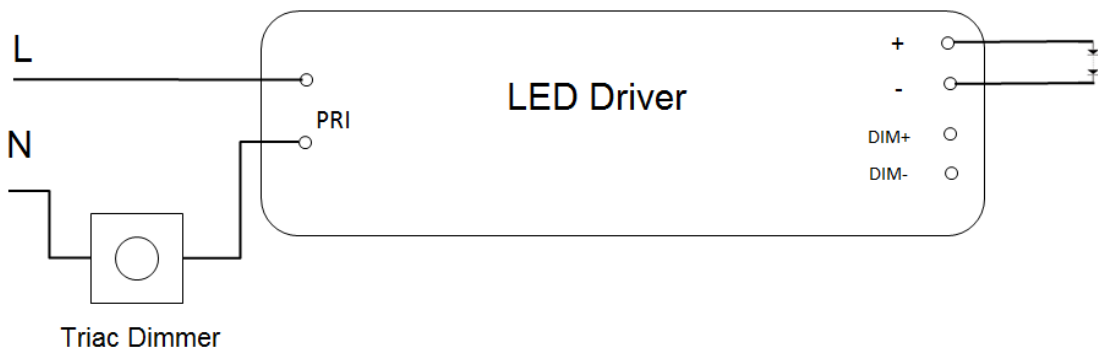 L
+
LED Driver
-
PRI
N
DIM+
DIM-
Triac Dimmer